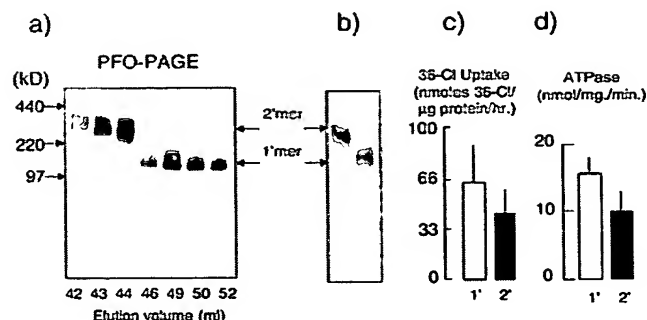 a)
b)
c)
d)
PFO-PAGE
(kD)
440
220
97
2'mer
1'mer
42 43 44 46 49 50 52
Elution volume (ml)
36-Cl Uptake
(nmoles 36-Cl/
µg protein/hr.)
100
66
33
0
1' 2'
ATPase
(nmol/mg./min.)
20
10
0
1' 2'